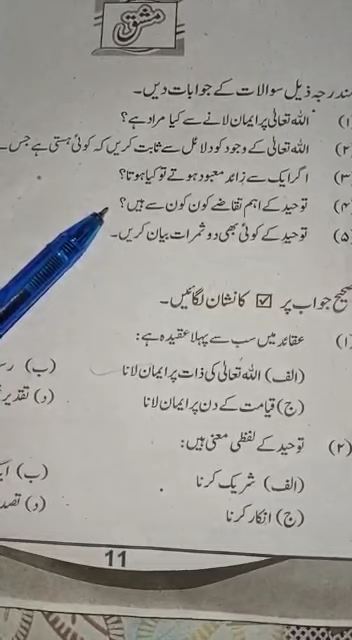 مشق
مندرجہ ذیل سوالات کے جوابات دیں۔
(۱) اللہ تعالیٰ پر ایمان لانے سے کیا مراد ہے؟
(۲) اللہ تعالیٰ کے وجود کو دلائل سے ثابت کریں کہ کوئی ہستی ہے جس
(۳) اگر ایک سے زائد معبود ہوتے تو کیا ہوتا؟
(۴) توحید کے اہم تقاضے کون کون سے ہیں؟
(۵) توحید کے کوئی بھی دو ثمرات بیان کریں۔
صحیح جواب پر ☑ کا نشان لگائیں۔
(۱) عقائد میں سب سے پہلا عقیدہ ہے:
(الف) اللہ تعالیٰ کی ذات پر ایمان لانا (ب)
(ج) قیامت کے دن پر ایمان لانا (د) تقدیر
(۲) توحید کے لفظی معنی ہیں:
(الف) شریک کرنا (ب)
(ج) انکار کرنا (د)
11